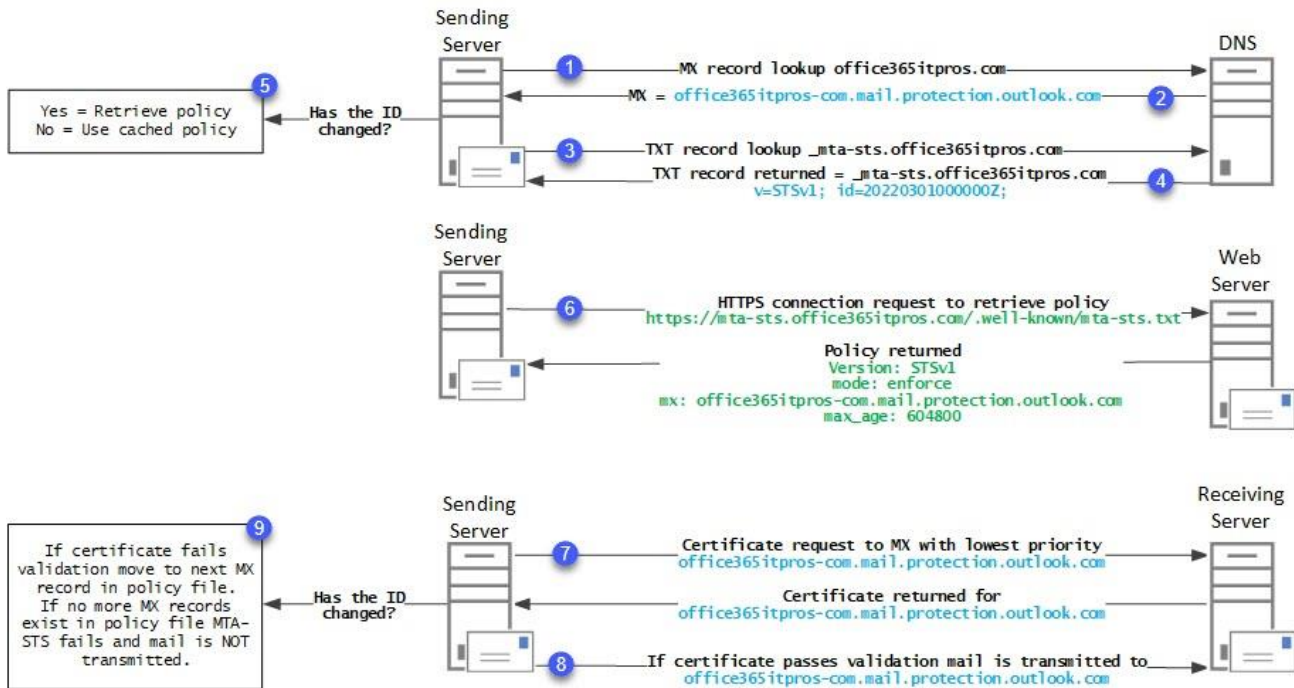 Sending
Server
DNS
1
MX record lookup office365itpros.com
5
Yes = Retrieve policy
No = Use cached policy
Has the ID
changed?
MX = office365itpros-com.mail.protection.outlook.com
2
3
TXT record lookup _mta-sts.office365itpros.com
TXT record returned = _mta-sts.office365itpros.com
4
v=STSv1; id=20220301000000Z;
Sending
Server
Web
Server
6
HTTPS connection request to retrieve policy
https://mta-sts.office365itpros.com/.well-known/mta-sts.txt
Policy returned
Version: STSv1
mode: enforce
mx: office365itpros-com.mail.protection.outlook.com
max_age: 604800
Sending
Server
Receiving
Server
9
If certificate fails
validation move to next MX
record in policy file.
If no more MX records
exist in policy file MTA-
STS fails and mail is NOT
transmitted.
Has the ID
changed?
7
Certificate request to MX with lowest priority
office365itpros-com.mail.protection.outlook.com
Certificate returned for
office365itpros-com.mail.protection.outlook.com
8
If certificate passes validation mail is transmitted to
office365itpros-com.mail.protection.outlook.com